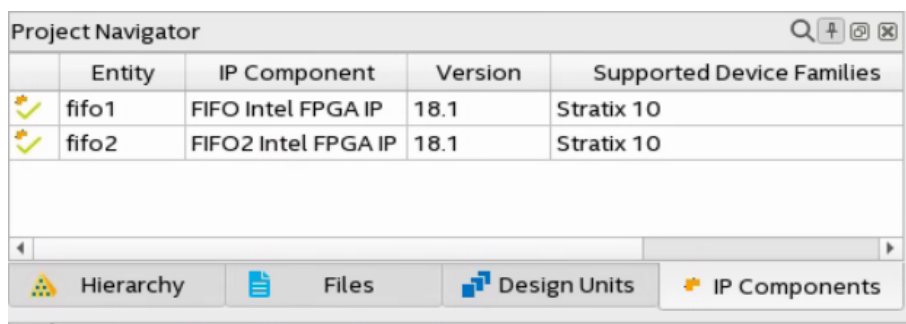 Project Navigator
Entity IP Component Version Supported Device Families
fifo1 FIFO Intel FPGA IP 18.1 Stratix 10
fifo2 FIFO2 Intel FPGA IP 18.1 Stratix 10
Hierarchy Files Design Units IP Components